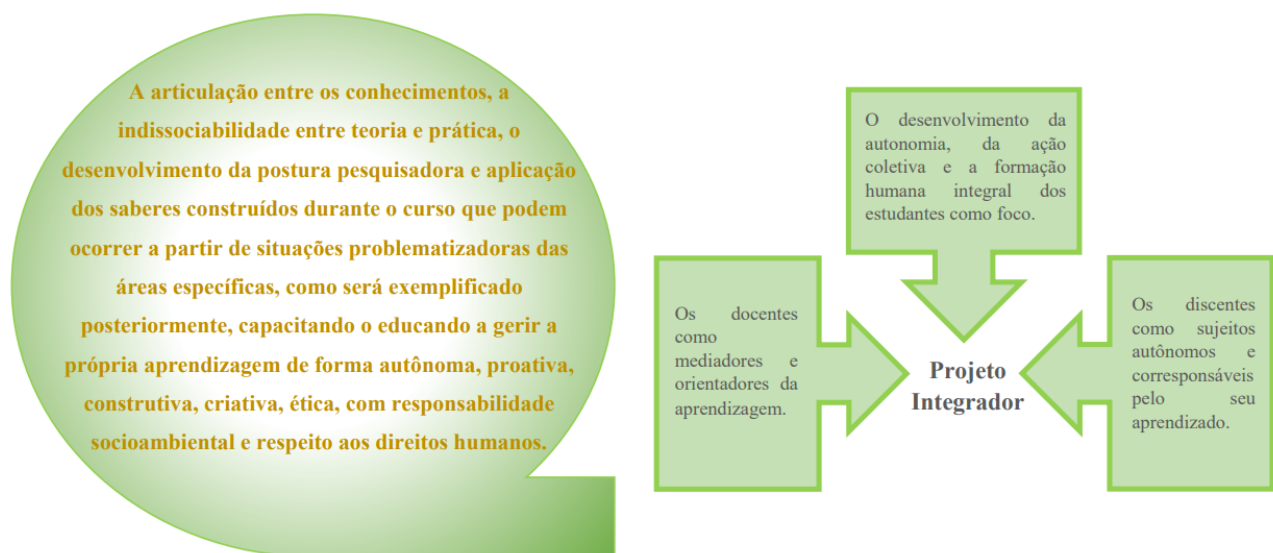 A articulação entre os conhecimentos, a
indissociabilidade entre teoria e prática, o
desenvolvimento da postura pesquisadora e aplicação
dos saberes construídos durante o curso que podem
ocorrer a partir de situações problematizadoras das
áreas específicas, como será exemplificado
posteriormente, capacitando o educando a gerir a
própria aprendizagem de forma autônoma, proativa,
construtiva, criativa, ética, com responsabilidade
socioambiental e respeito aos direitos humanos.
O desenvolvimento da
autonomia, da ação
coletiva e a formação
humana integral dos
estudantes como foco.
Os docentes
como
mediadores e
orientadores da
aprendizagem.
Projeto
Integrador
Os discentes
como sujeitos
autônomos e
corresponsáveis
pelo seu
aprendizado.